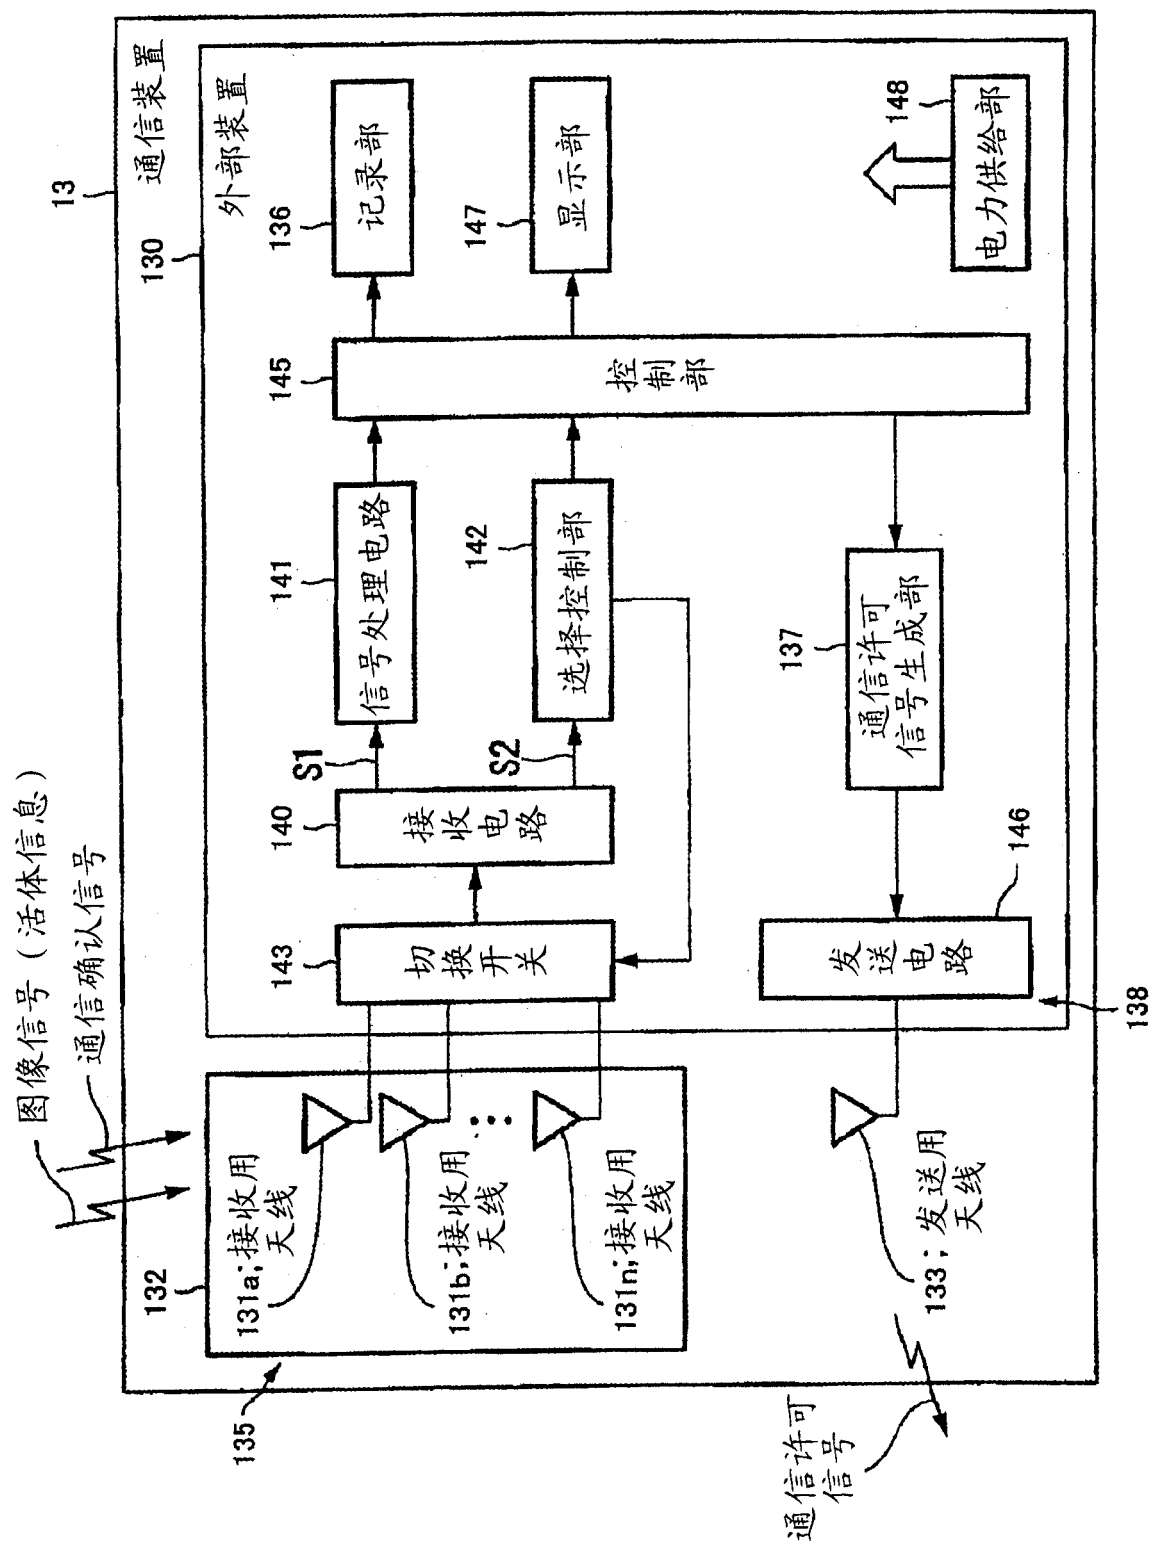 图像信号（活体信息）
通信确认信号
13
通信装置
130
外部装置
132
131a;接收用
天线
131b;接收用
天线
131n;接收用
天线
135
143
切换开关
140
接收电路
S1
S2
141
信号处理电路
142
选择控制部
145
控制部
136
记录部
147
显示部
148
电力供给部
137
通信许可
信号生成部
146
发送电路
138
133;发送用
天线
通信许可
信号